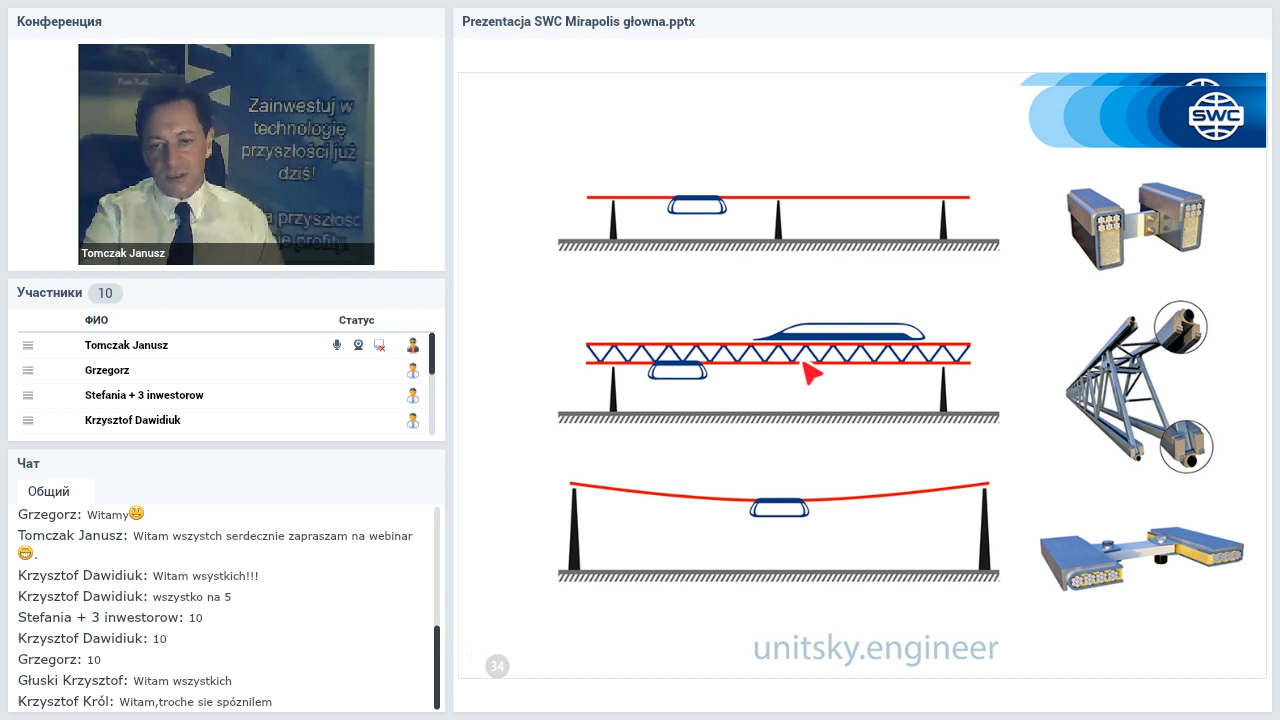 Конференция
Zainwestuj w
technologię
przyszłości już
dziś!
a przyszłość
ie profity!
Tomczak Janusz
Участники 10
ФИО Статус
Tomczak Janusz
Grzegorz
Stefania + 3 inwestorow
Krzysztof Dawidiuk
Чат
Общий
Grzegorz: Witamy
Tomczak Janusz: Witam wszystch serdecznie zapraszam na webinar
.
Krzysztof Dawidiuk: Witam wsystkich!!!
Krzysztof Dawidiuk: wszystko na 5
Stefania + 3 inwestorow: 10
Krzysztof Dawidiuk: 10
Grzegorz: 10
Głuski Krzysztof: Witam wszystkich
Krzysztof Król: Witam,troche sie spóznilem
Prezentacja SWC Mirapolis głowna.pptx
SWC
unitsky.engineer
34